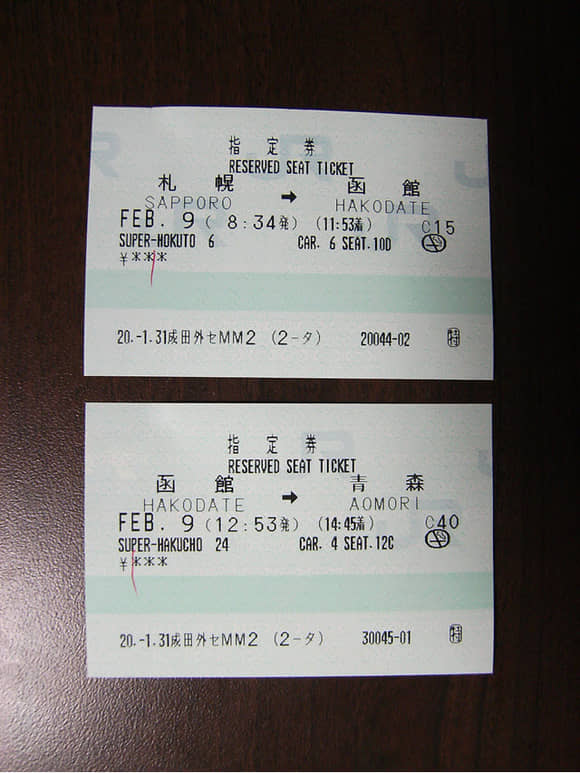 指定券
RESERVED SEAT TICKET
札幌 → 函館
SAPPORO HAKODATE
FEB. 9 ( 8:34発) (11:53着) C15
SUPER-HOKUTO 6 CAR. 6 SEAT.10D
¥***
20.-1.31成田外セMM2 (2-タ) 20044-02
指定券
RESERVED SEAT TICKET
函館 → 青森
HAKODATE AOMORI
FEB. 9 (12:53発) (14:45着) C40
SUPER-HAKUCHO 24 CAR. 4 SEAT.12C
¥***
20.-1.31成田外セMM2 (2-タ) 30045-01